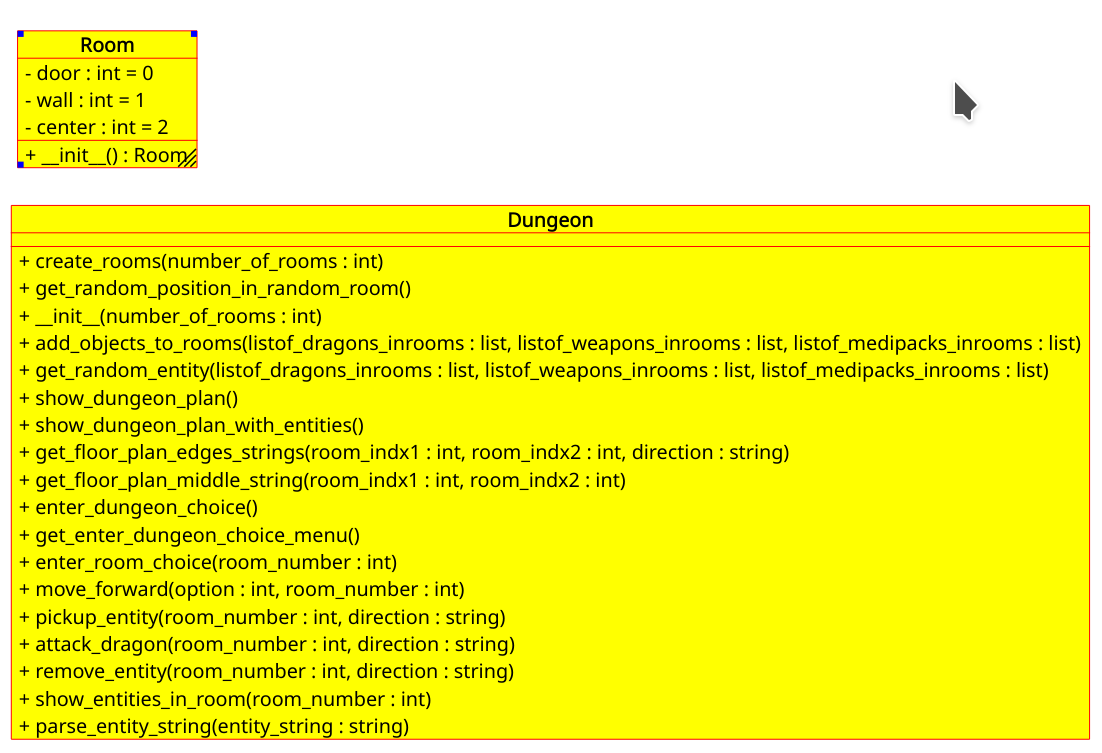 Room
- door : int = 0
- wall : int = 1
- center : int = 2
+ __init__() : Room
Dungeon
+ create_rooms(number_of_rooms : int)
+ get_random_position_in_random_room()
+ __init__(number_of_rooms : int)
+ add_objects_to_rooms(listof_dragons_inrooms : list, listof_weapons_inrooms : list, listof_medipacks_inrooms : list)
+ get_random_entity(listof_dragons_inrooms : list, listof_weapons_inrooms : list, listof_medipacks_inrooms : list)
+ show_dungeon_plan()
+ show_dungeon_plan_with_entities()
+ get_floor_plan_edges_strings(room_indx1 : int, room_indx2 : int, direction : string)
+ get_floor_plan_middle_string(room_indx1 : int, room_indx2 : int)
+ enter_dungeon_choice()
+ get_enter_dungeon_choice_menu()
+ enter_room_choice(room_number : int)
+ move_forward(option : int, room_number : int)
+ pickup_entity(room_number : int, direction : string)
+ attack_dragon(room_number : int, direction : string)
+ remove_entity(room_number : int, direction : string)
+ show_entities_in_room(room_number : int)
+ parse_entity_string(entity_string : string)